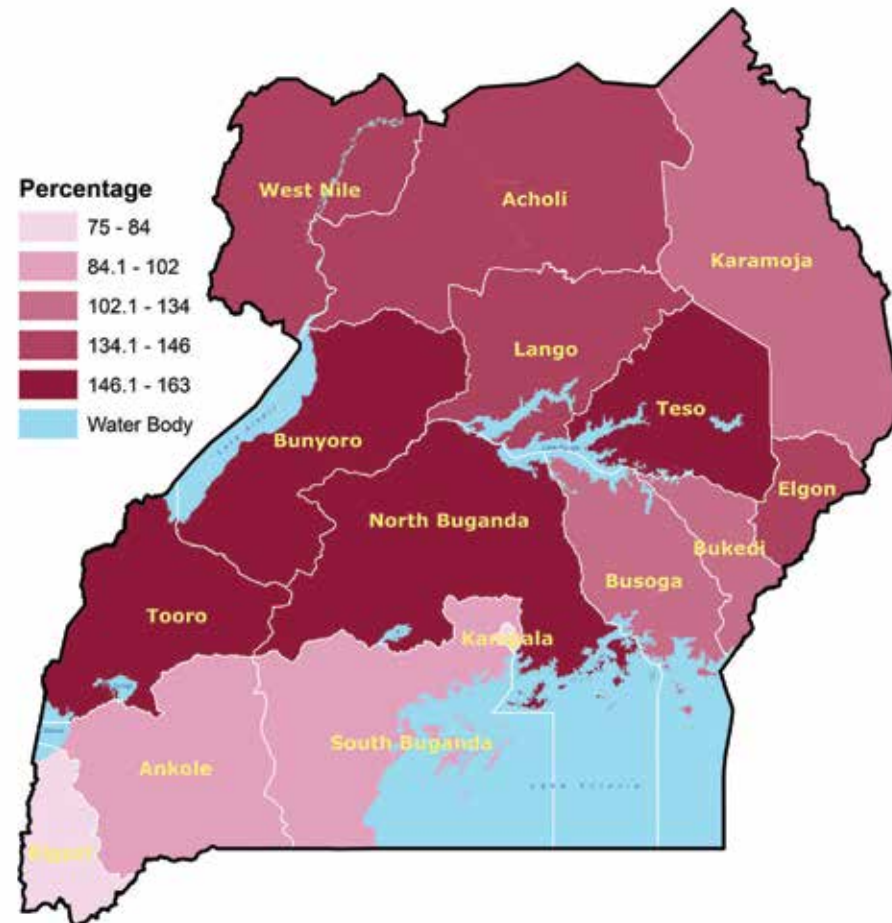 Percentage
75 - 84
84.1 - 102
102.1 - 134
134.1 - 146
146.1 - 163
Water Body
West Nile
Acholi
Karamoja
Lango
Teso
Bunyoro
Elgon
North Buganda
Bukedi
Busoga
Tooro
Kampala
South Buganda
Ankole
Kigezi